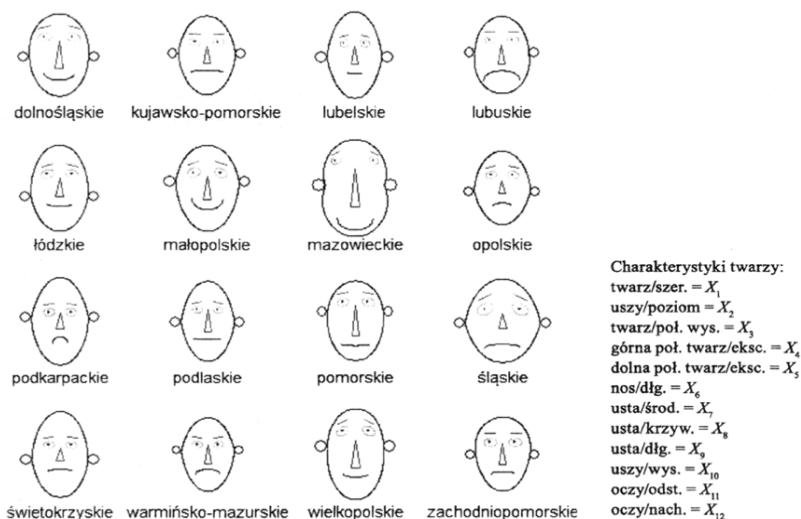 dolnośląskie kujawsko-pomorskie lubelskie lubuskie
łódzkie małopolskie mazowieckie opolskie
podkarpackie podlaskie pomorskie śląskie
świętokrzyskie warmińsko-mazurskie wielkopolskie zachodniopomorskie
Charakterystyki twarzy:
twarz/szer. = X₁
uszy/poziom = X₂
twarz/poł. wys. = X₃
górna poł. twarz/eksc. = X₄
dolna poł. twarz/eksc. = X₅
nos/dłg. = X₆
usta/środ. = X₇
usta/krzyw. = X₈
usta/dłg. = X₉
uszy/wys. = X₁₀
oczy/odst. = X₁₁
oczy/nach. = X₁₂